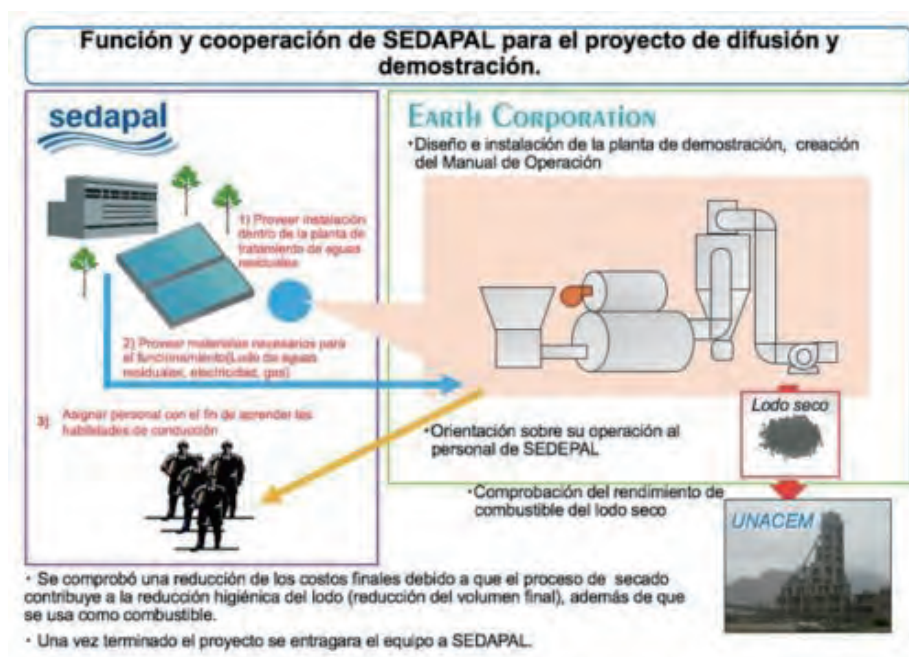 Función y cooperación de SEDAPAL para el proyecto de difusión y
demostración.
sedapal
1) Proveer instalación
dentro de la planta de
tratamiento de aguas
residuales
2) Proveer materiales necesarios para
el funcionamiento(Lodo de aguas
residuales, electricidad, gas)
3) Asignar personal con el fin de aprender las
habilidades de conducción
EARTH CORPORATION
・Diseño e instalación de la planta de demostración, creación
del Manual de Operación
Lodo seco
・Orientación sobre su operación al
personal de SEDEPAL
・Comprobación del rendimiento de
combustible del lodo seco
UNACEM
・Se comprobó una reducción de los costos finales debido a que el proceso de secado
contribuye a la reducción higiénica del lodo (reducción del volumen final), además de que
se usa como combustible.
・Una vez terminado el proyecto se entragara el equipo a SEDAPAL.